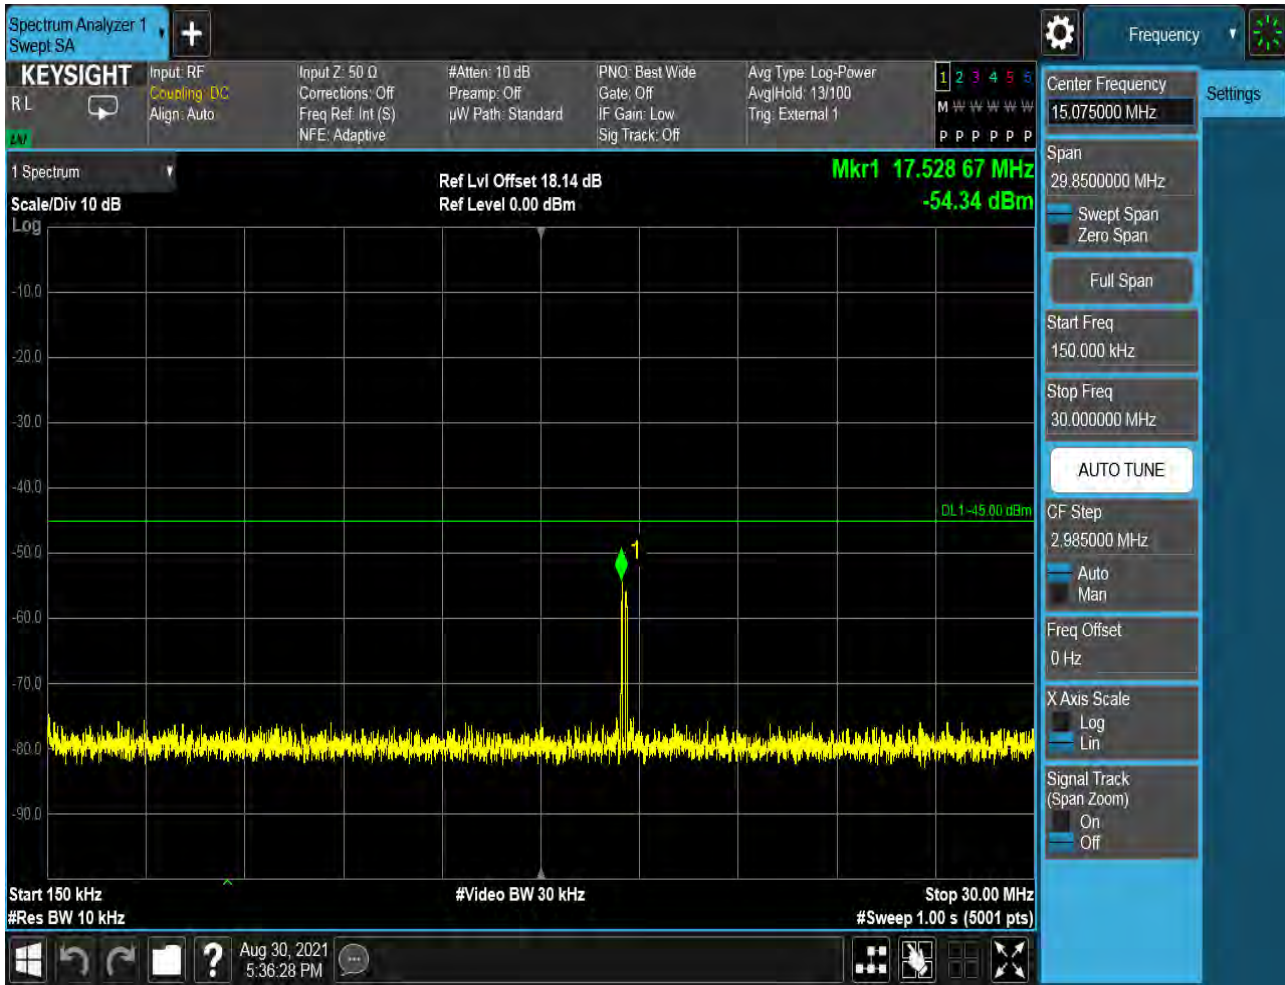 Spectrum Analyzer 1
Swept SA
Frequency
KEYSIGHT
R L
Input: RF
Coupling: DC
Align: Auto
Input Z: 50 Ω
Corrections: Off
Freq Ref: Int (S)
NFE: Adaptive
#Atten: 10 dB
Preamp: Off
µW Path: Standard
PNO: Best Wide
Gate: Off
IF Gain: Low
Sig Track: Off
Avg Type: Log-Power
Avg|Hold: 13/100
Trig: External 1
1 2 3 4 5 6
M W W W W W
P P P P P P
1 Spectrum
Scale/Div 10 dB
Log
Ref Lvl Offset 18.14 dB
Ref Level 0.00 dBm
Mkr1 17.528 67 MHz
-54.34 dBm
-10.0
-20.0
-30.0
-40.0
DL1 -45.00 dBm
-50.0
1
-60.0
-70.0
-80.0
-90.0
Start 150 kHz
#Res BW 10 kHz
#Video BW 30 kHz
Stop 30.00 MHz
#Sweep 1.00 s (5001 pts)
Aug 30, 2021
5:36:28 PM
Center Frequency
15.075000 MHz
Settings
Span
29.8500000 MHz
Swept Span
Zero Span
Full Span
Start Freq
150.000 kHz
Stop Freq
30.000000 MHz
AUTO TUNE
CF Step
2.985000 MHz
Auto
Man
Freq Offset
0 Hz
X Axis Scale
Log
Lin
Signal Track
(Span Zoom)
On
Off